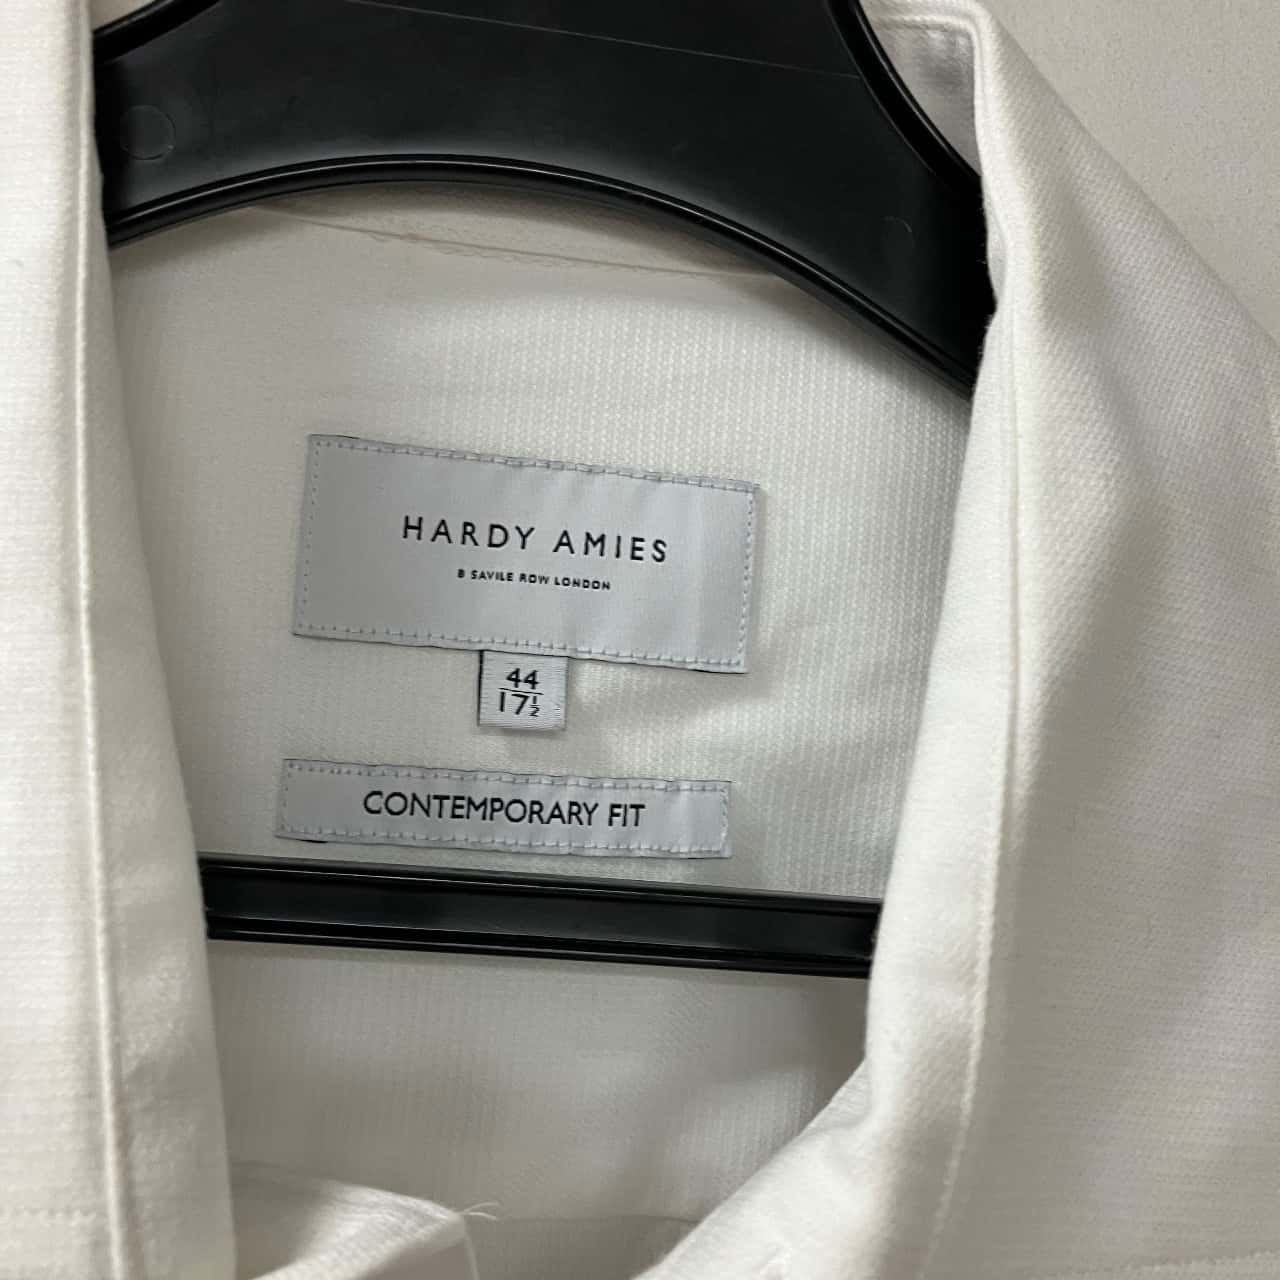 HARDY AMIES
8 SAVILE ROW LONDON
44
17½
CONTEMPORARY FIT